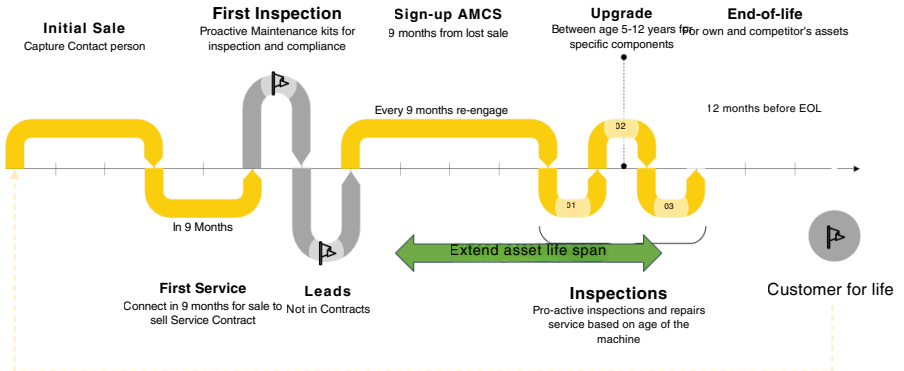 Initial Sale
Capture Contact person
First Inspection
Proactive Maintenance kits for
inspection and compliance
Sign-up AMCS
9 months from lost sale
Upgrade
Between age 5-12 years for
specific components
End-of-life
For own and competitor's assets
Every 9 months re-engage
12 months before EOL
02
01
03
In 9 Months
Extend asset life span
First Service
Connect in 9 months for sale to
sell Service Contract
Leads
Not in Contracts
Inspections
Pro-active inspections and repairs
service based on age of the
machine
Customer for life